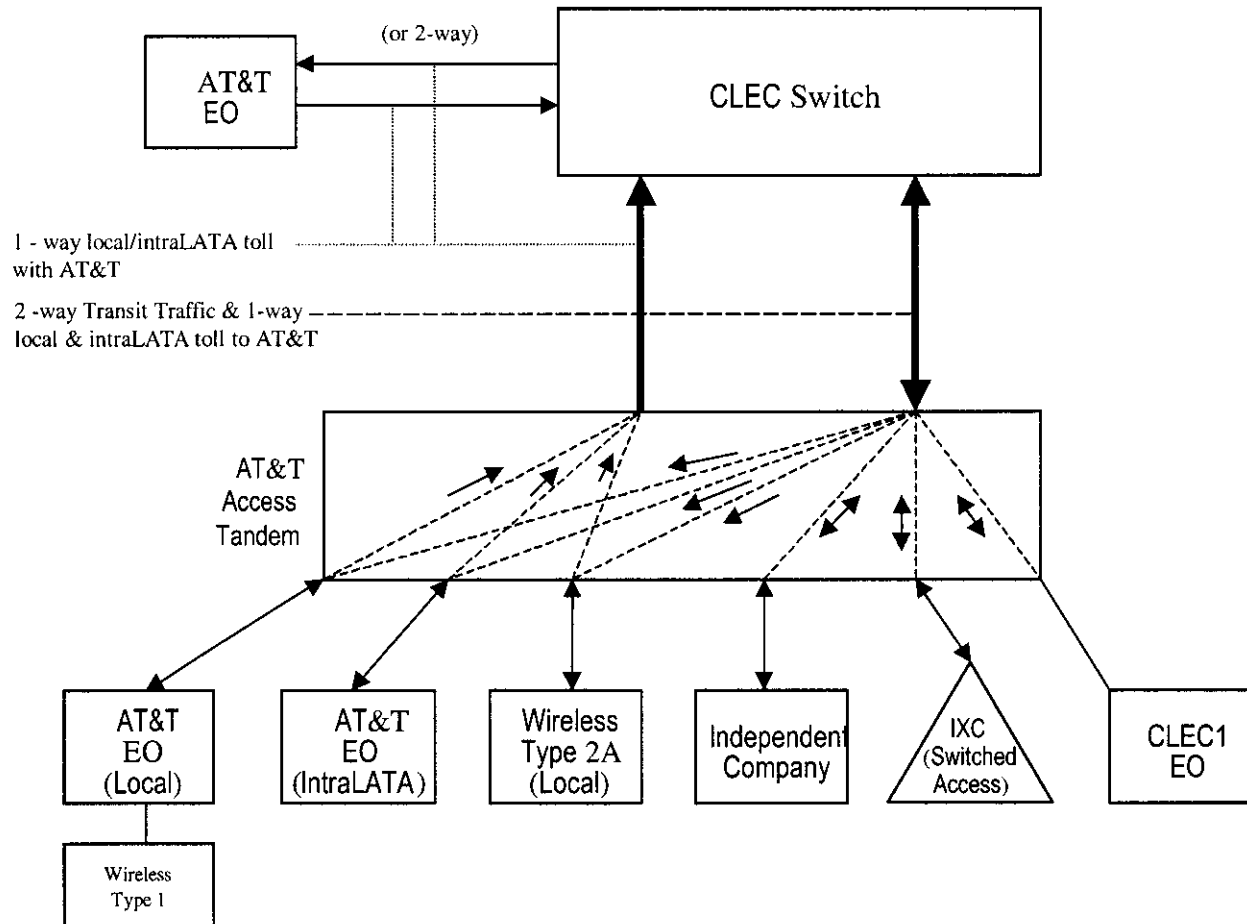 (or 2-way)
AT&T
EO
CLEC Switch
1 - way local/intraLATA toll
with AT&T
2 -way Transit Traffic & 1-way
local & intraLATA toll to AT&T
AT&T
Access
Tandem
AT&T
EO
(Local)
AT&T
EO
(IntraLATA)
Wireless
Type 2A
(Local)
Independent
Company
IXC
(Switched
Access)
CLEC1
EO
Wireless
Type 1